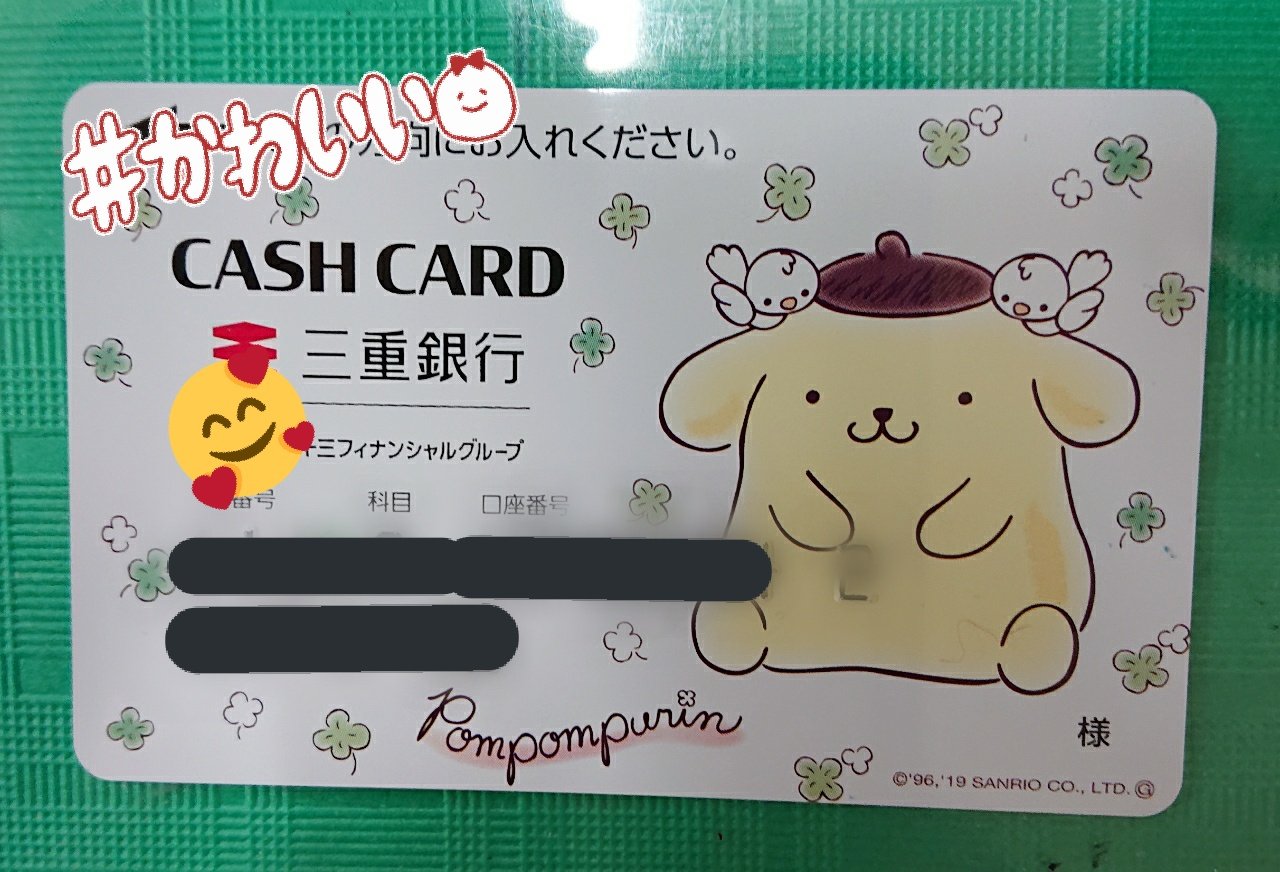 #かわいい
方向にお入れください。
CASH CARD
三重銀行
十三フィナンシャルグループ
番号 科目 口座番号
Pompompurin
様
©'96,'19 SANRIO CO., LTD. Ⓖ